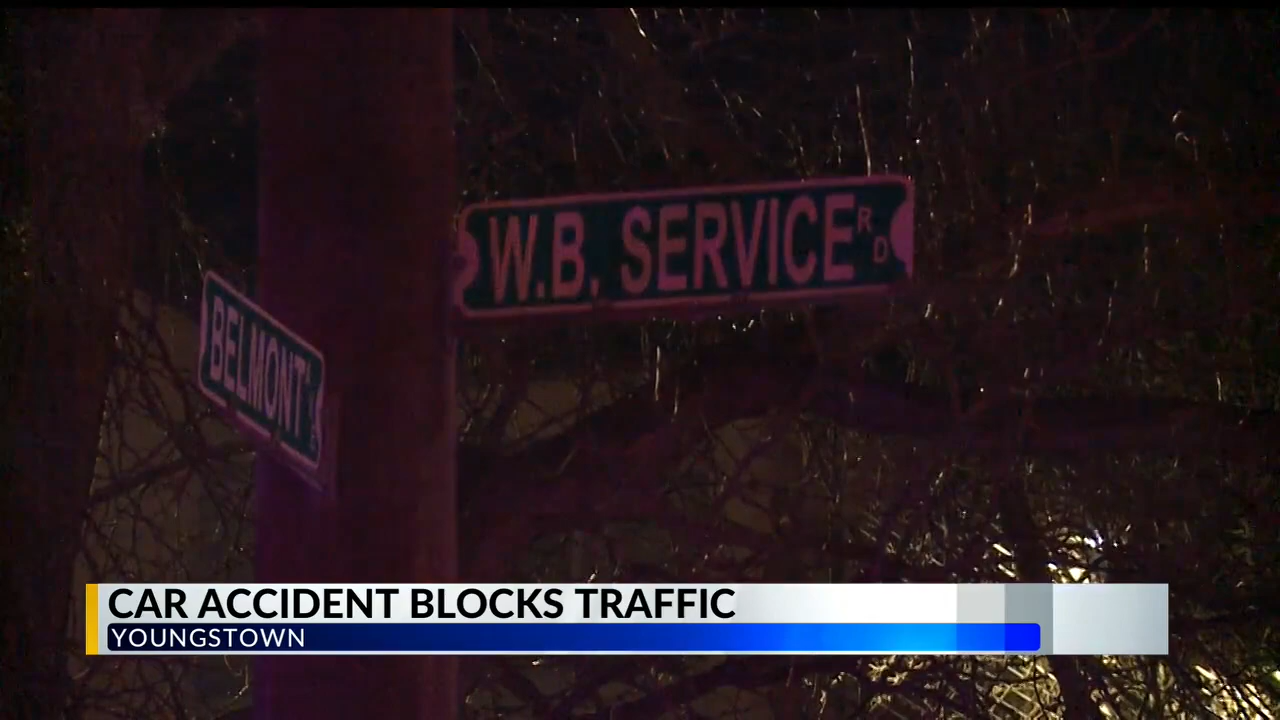 W.B. SERVICE RD
BELMONT
CAR ACCIDENT BLOCKS TRAFFIC
YOUNGSTOWN